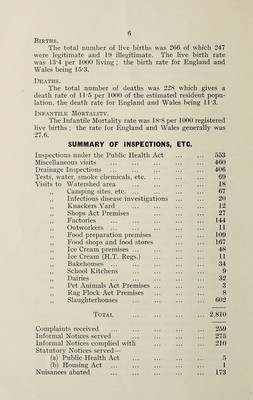 6
BIRTHS.
The total number of live births was 266 of which 247
were legitimate and 19 illegitimate. The live birth rate
was 13·4 per 1000 living; the birth rate for England and
Wales being 15·3.
DEATHS.
The total number of deaths was 228 which gives a
death rate of 11·5 per 1000 of the estimated resident popu-
lation, the death rate for England and Wales being 11·3.
INFANTILE MORTALITY.
The Infantile Mortality rate was 18·8 per 1000 registered
live births; the rate for England and Wales generally was
27.6.
SUMMARY OF INSPECTIONS, ETC.
Inspections under the Public Health Act ... ... 553
Miscellaneous visits ... ... ... ... ... 460
Drainage Inspections ... ... ... ... ... 406
Tests, water, smoke chemicals, etc. ... ... ... 69
Visits to Watershed area ... ... ... ... 18
„ Camping sites, etc. ... ... ... ... 67
„ Infectious disease investigations ... ... 20
„ Knackers Yard ... ... ... ... 12
„ Shops Act Premises ... ... ... ... 27
„ Factories ... ... ... ... ... 144
„ Outworkers ... ... ... ... ... 11
„ Food preparation premises ... ... ... 109
„ Food shops and food stores ... ... ... 167
„ Ice Cream premises ... ... ... ... 48
„ Ice Cream (H.T. Regs.) ... ... ... 11
„ Bakehouses ... ... ... ... ... 34
„ School Kitchens ... ... ... ... 9
„ Dairies ... ... ... ... ... 32
„ Pet Animals Act Premises ... ... ... 3
„ Rag Flock Act Premises ... ... ... 8
„ Slaughterhouses ... ... ... ... 602
TOTAL ... ... ... ... 2,810
Complaints received ... ... ... ... ... 259
Informal Notices served ... ... ... ... 275
Informal Notices complied with ... ... ... 210
Statutory Notices served—
(a) Public Health Act ... ... ... ... 5
(b) Housing Act ... ... ... ... ... 1
Nuisances abated ... ... ... ... ... 173